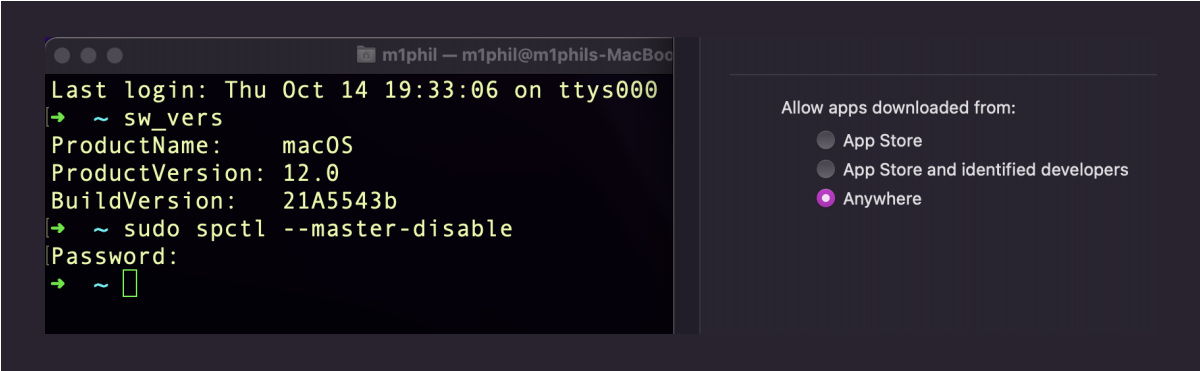 m1phil — m1phil@m1phils-MacBoo
Last login: Thu Oct 14 19:33:06 on ttys000
➜ ~ sw_vers
ProductName: macOS
ProductVersion: 12.0
BuildVersion: 21A5543b
➜ ~ sudo spctl --master-disable
Password:
➜ ~
Allow apps downloaded from:
App Store
App Store and identified developers
Anywhere